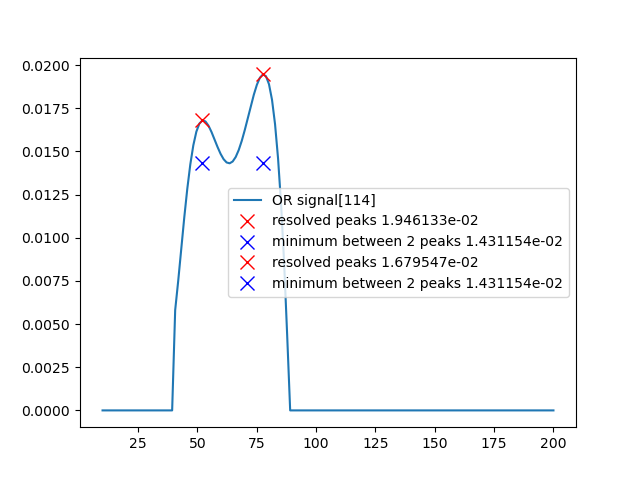 0.0200
0.0175
0.0150
0.0125
0.0100
0.0075
0.0050
0.0025
0.0000
OR signal[114]
resolved peaks 1.946133e-02
minimum between 2 peaks 1.431154e-02
resolved peaks 1.679547e-02
minimum between 2 peaks 1.431154e-02
25 50 75 100 125 150 175 200